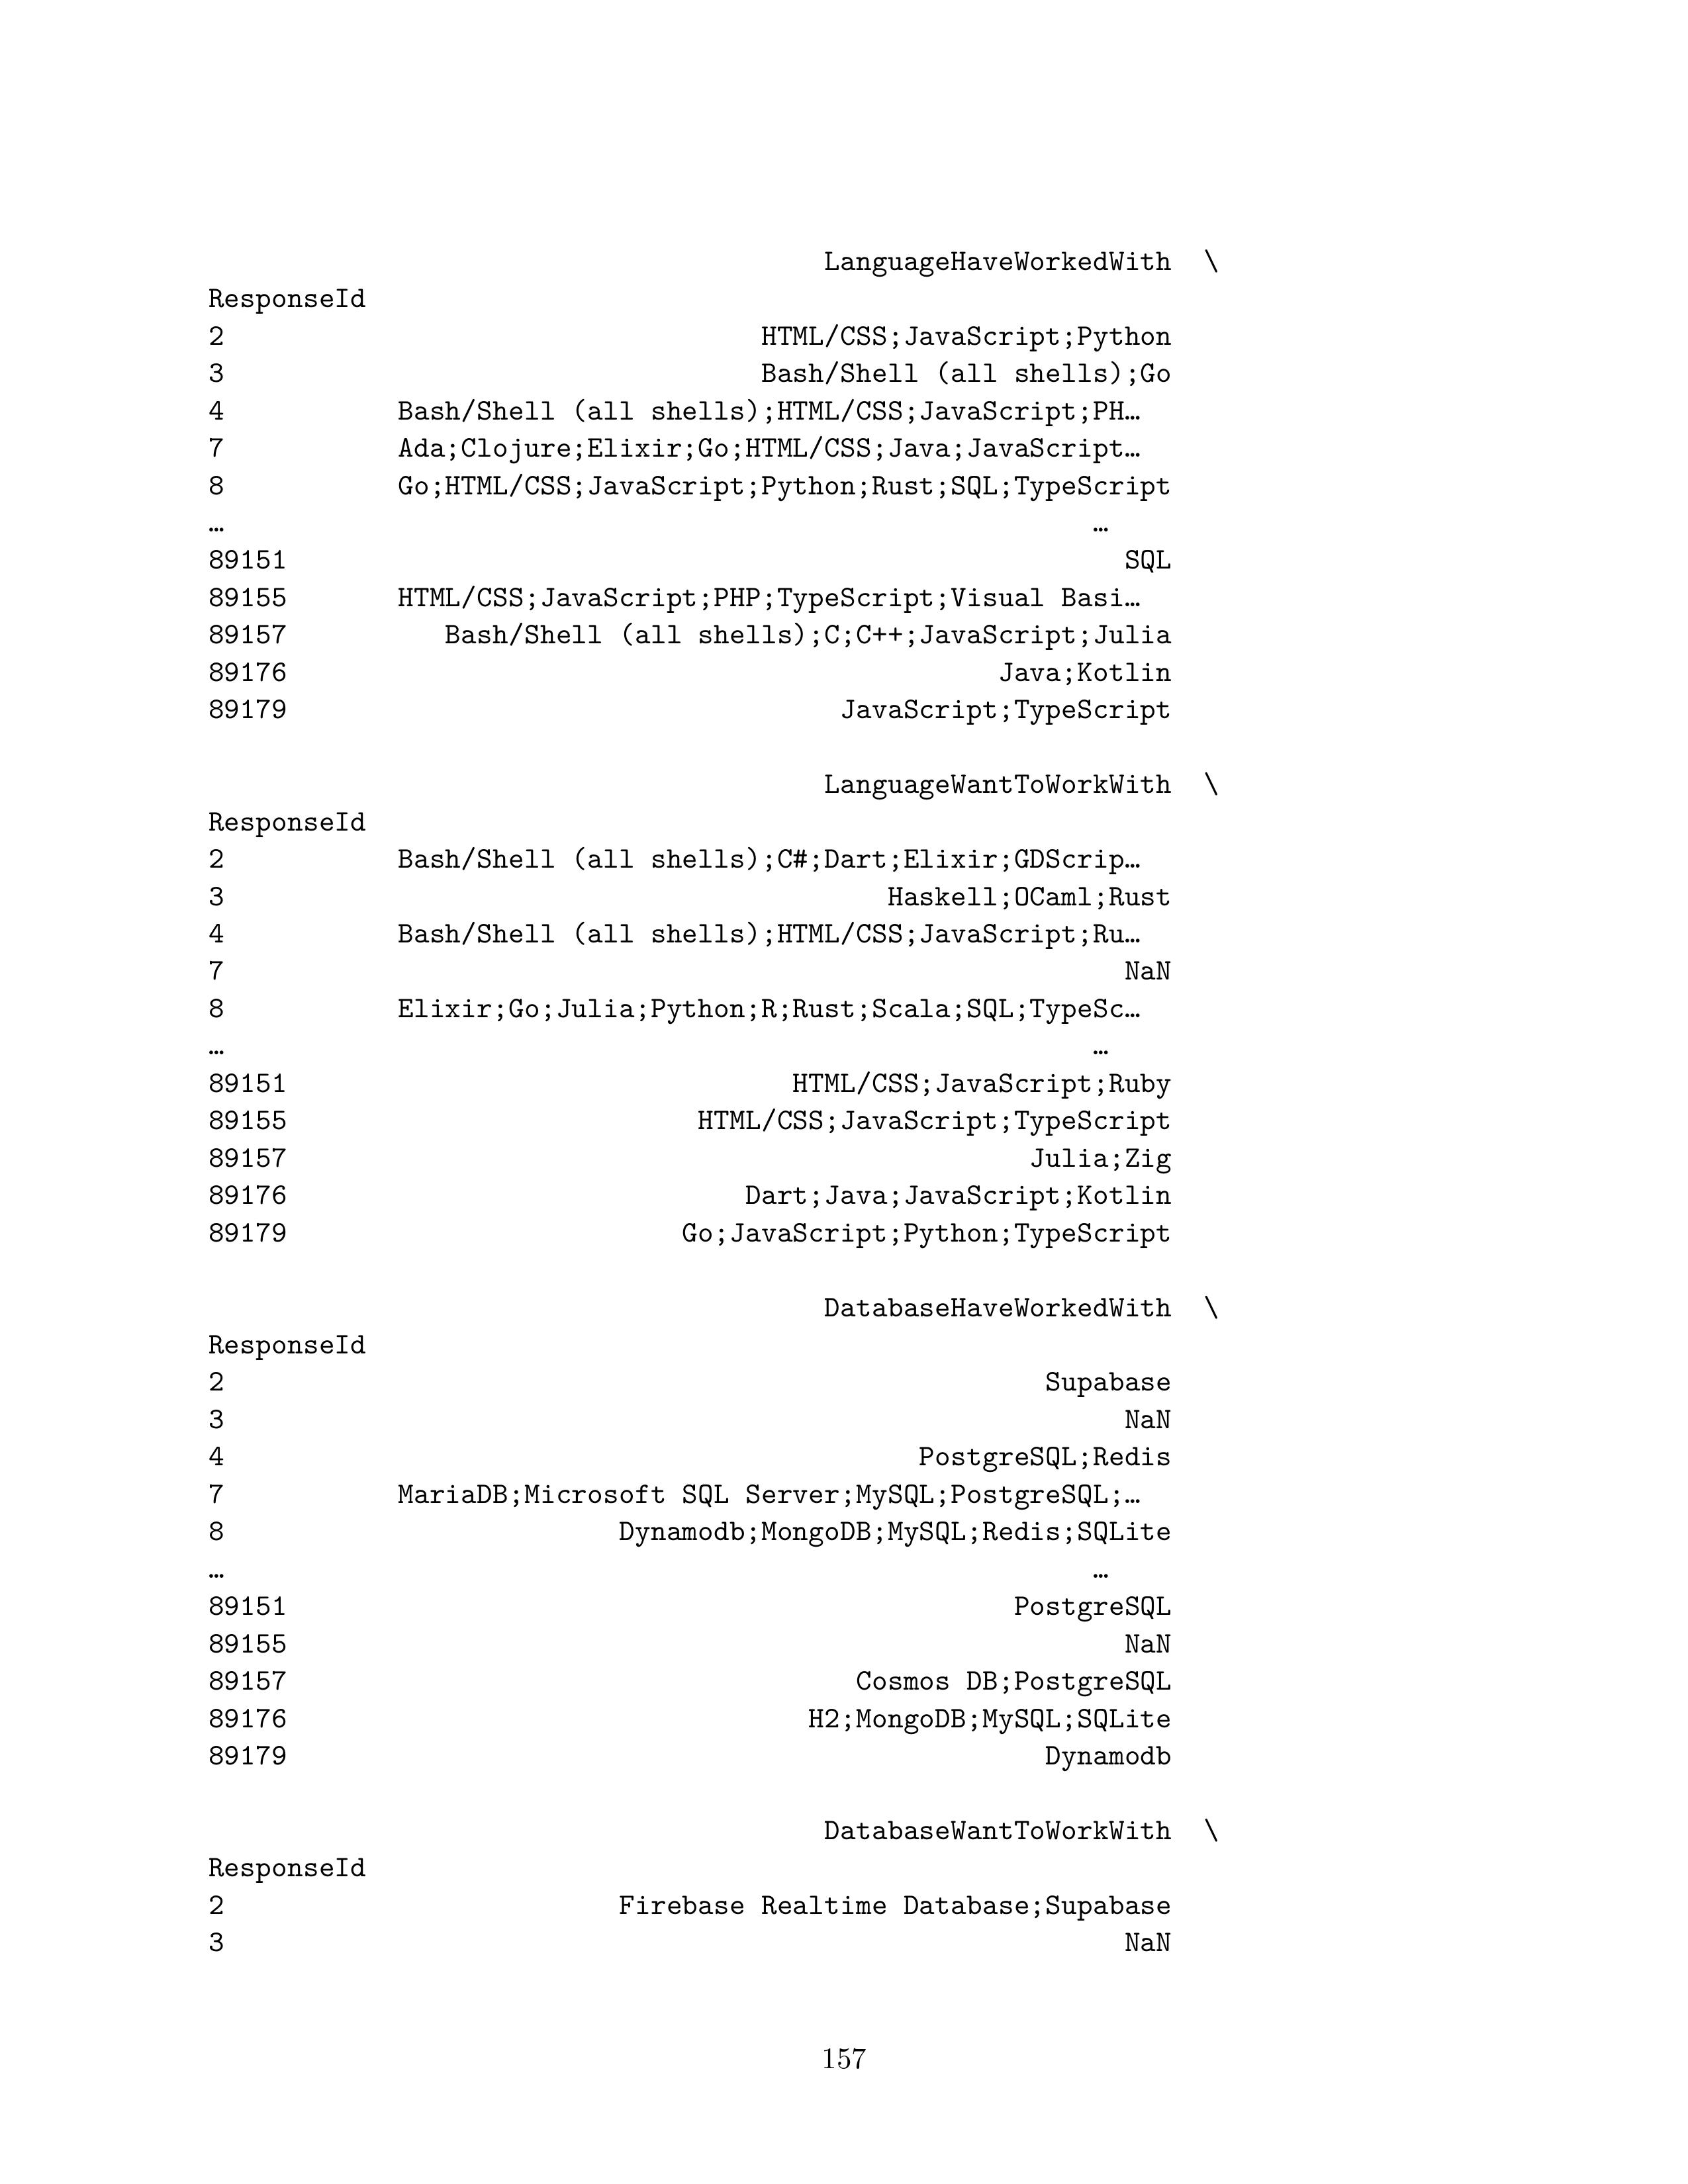 LanguageHaveWorkedWith \
ResponseId
2 HTML/CSS;JavaScript;Python
3 Bash/Shell (all shells);Go
4 Bash/Shell (all shells);HTML/CSS;JavaScript;PH…
7 Ada;Clojure;Elixir;Go;HTML/CSS;Java;JavaScript…
8 Go;HTML/CSS;JavaScript;Python;Rust;SQL;TypeScript
… …
89151 SQL
89155 HTML/CSS;JavaScript;PHP;TypeScript;Visual Basi…
89157 Bash/Shell (all shells);C;C++;JavaScript;Julia
89176 Java;Kotlin
89179 JavaScript;TypeScript
LanguageWantToWorkWith \
ResponseId
2 Bash/Shell (all shells);C#;Dart;Elixir;GDScrip…
3 Haskell;OCaml;Rust
4 Bash/Shell (all shells);HTML/CSS;JavaScript;Ru…
7 NaN
8 Elixir;Go;Julia;Python;R;Rust;Scala;SQL;TypeSc…
… …
89151 HTML/CSS;JavaScript;Ruby
89155 HTML/CSS;JavaScript;TypeScript
89157 Julia;Zig
89176 Dart;Java;JavaScript;Kotlin
89179 Go;JavaScript;Python;TypeScript
DatabaseHaveWorkedWith \
ResponseId
2 Supabase
3 NaN
4 PostgreSQL;Redis
7 MariaDB;Microsoft SQL Server;MySQL;PostgreSQL;…
8 Dynamodb;MongoDB;MySQL;Redis;SQLite
… …
89151 PostgreSQL
89155 NaN
89157 Cosmos DB;PostgreSQL
89176 H2;MongoDB;MySQL;SQLite
89179 Dynamodb
DatabaseWantToWorkWith \
ResponseId
2 Firebase Realtime Database;Supabase
3 NaN
157